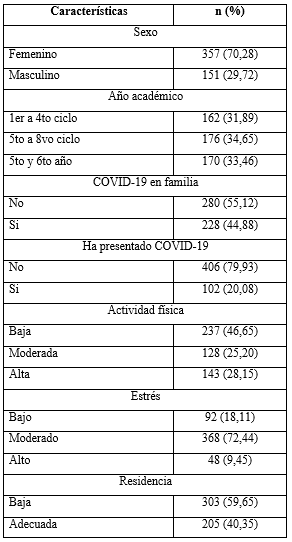 Características n (%)
Sexo
Femenino 357 (70,28)
Masculino 151 (29,72)
Año académico
1er a 4to ciclo 162 (31,89)
5to a 8vo ciclo 176 (34,65)
5to y 6to año 170 (33,46)
COVID-19 en familia
No 280 (55,12)
Si 228 (44,88)
Ha presentado COVID-19
No 406 (79,93)
Si 102 (20,08)
Actividad física
Baja 237 (46,65)
Moderada 128 (25,20)
Alta 143 (28,15)
Estrés
Bajo 92 (18,11)
Moderado 368 (72,44)
Alto 48 (9,45)
Residencia
Baja 303 (59,65)
Adecuada 205 (40,35)